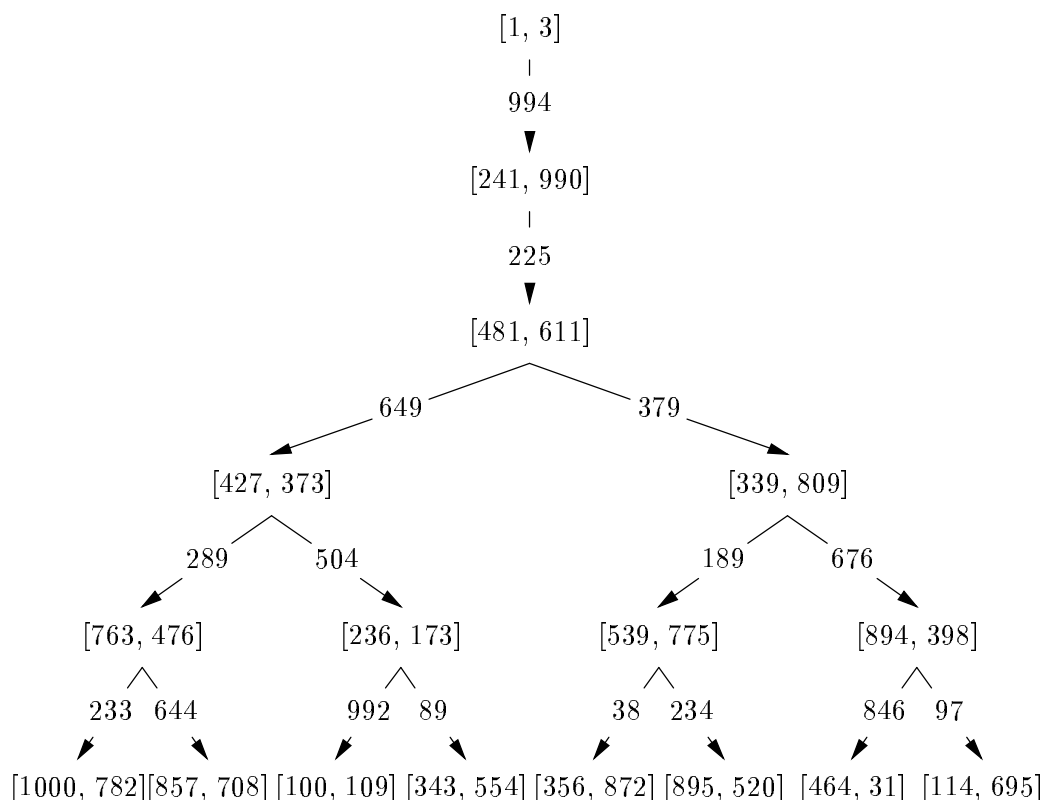 [1, 3]
994
[241, 990]
225
[481, 611]
649 379
[427, 373] [339, 809]
289 504 189 676
[763, 476] [236, 173] [539, 775] [894, 398]
233 644 992 89 38 234 846 97
[1000, 782] [857, 708] [100, 109] [343, 554] [356, 872] [895, 520] [464, 31] [114, 695]